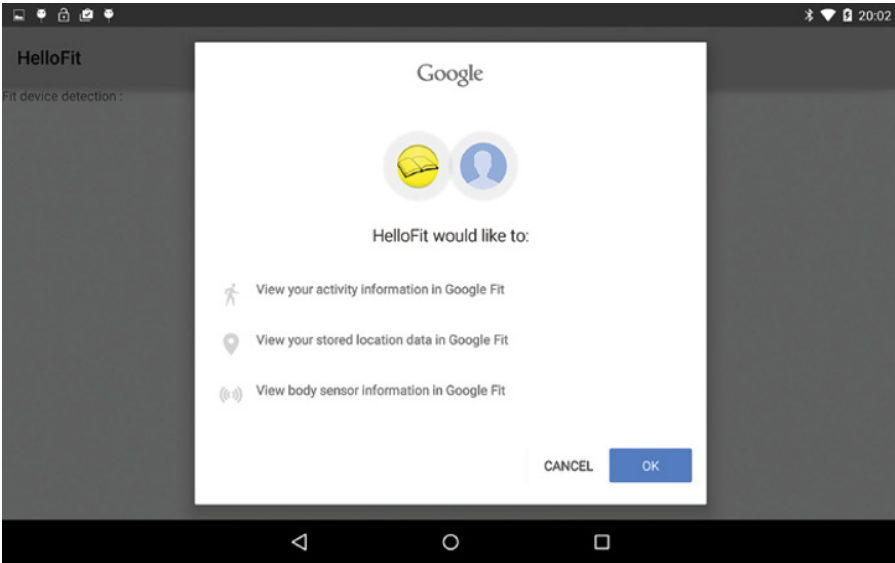 20:02
HelloFit
Fit device detection :
Google
HelloFit would like to:
View your activity information in Google Fit
View your stored location data in Google Fit
View body sensor information in Google Fit
CANCEL OK